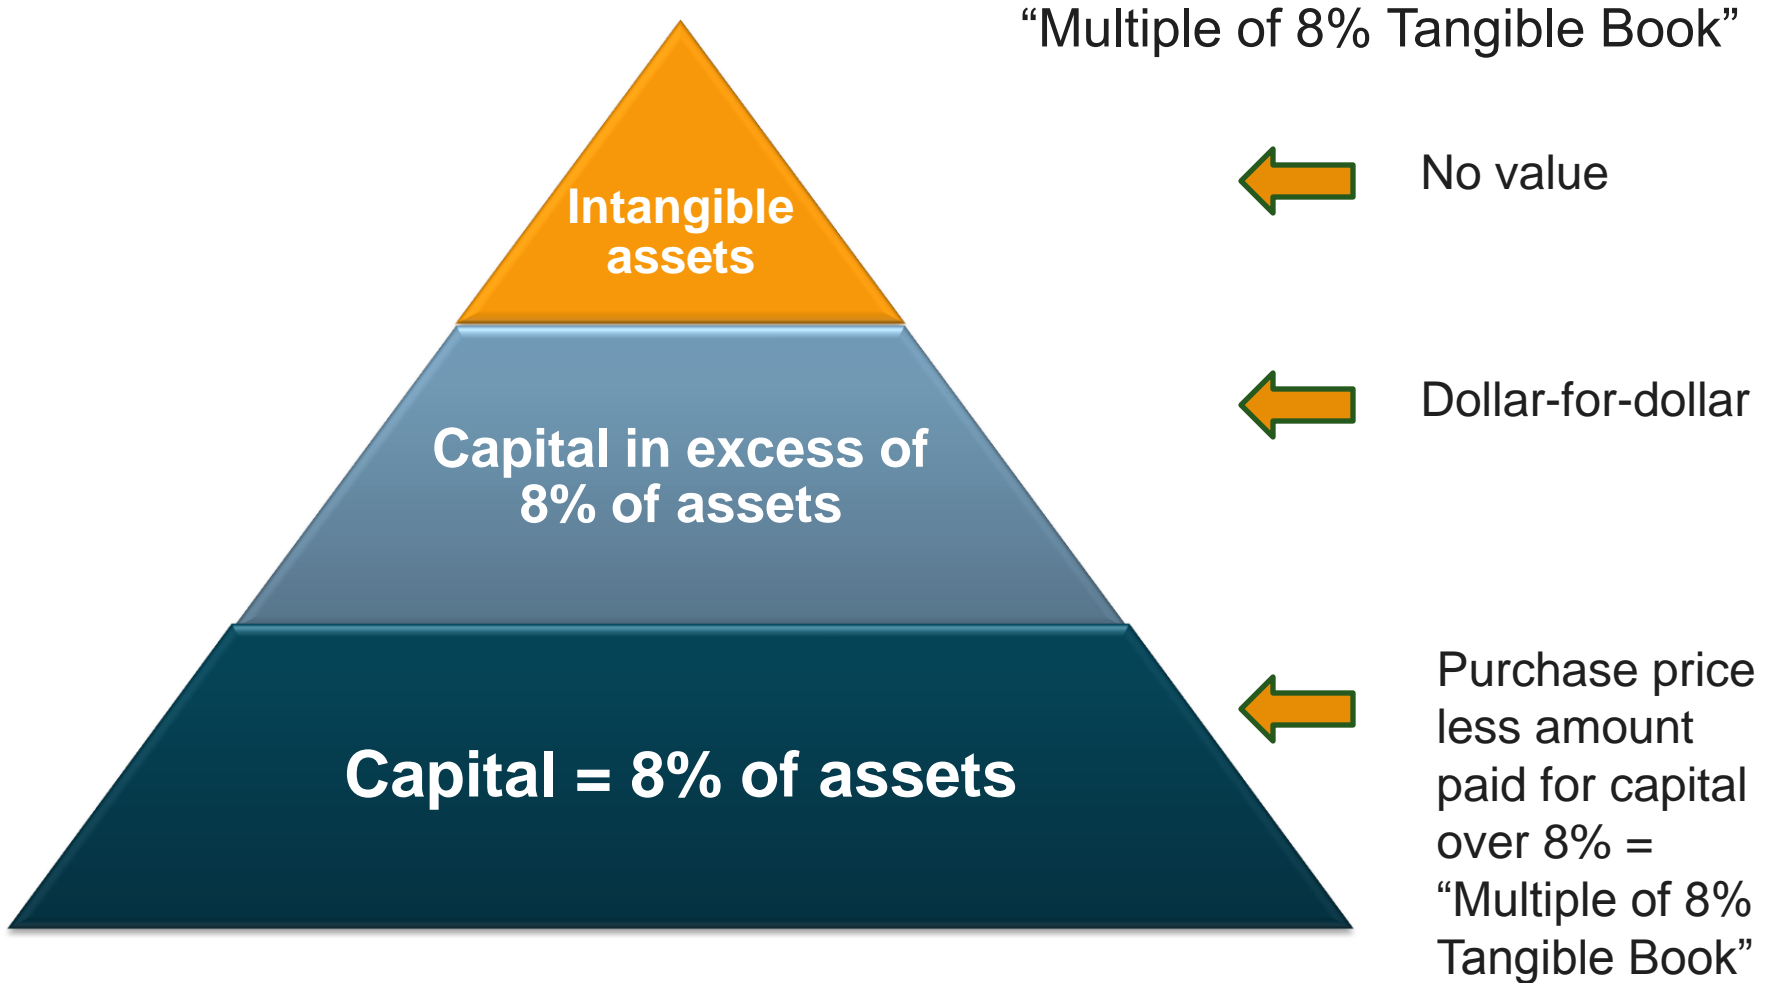 “Multiple of 8% Tangible Book”
Intangible
assets
No value
Capital in excess of
8% of assets
Dollar-for-dollar
Capital = 8% of assets
Purchase price
less amount
paid for capital
over 8% =
“Multiple of 8%
Tangible Book”